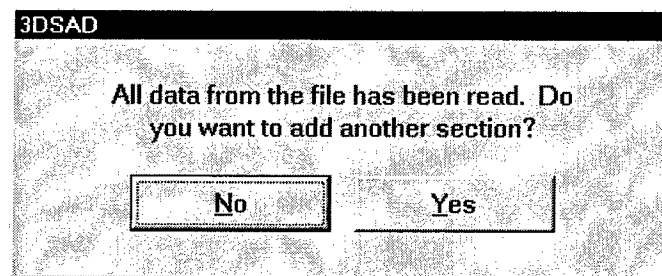 3DSAD
All data from the file has been read. Do
you want to add another section?
No Yes